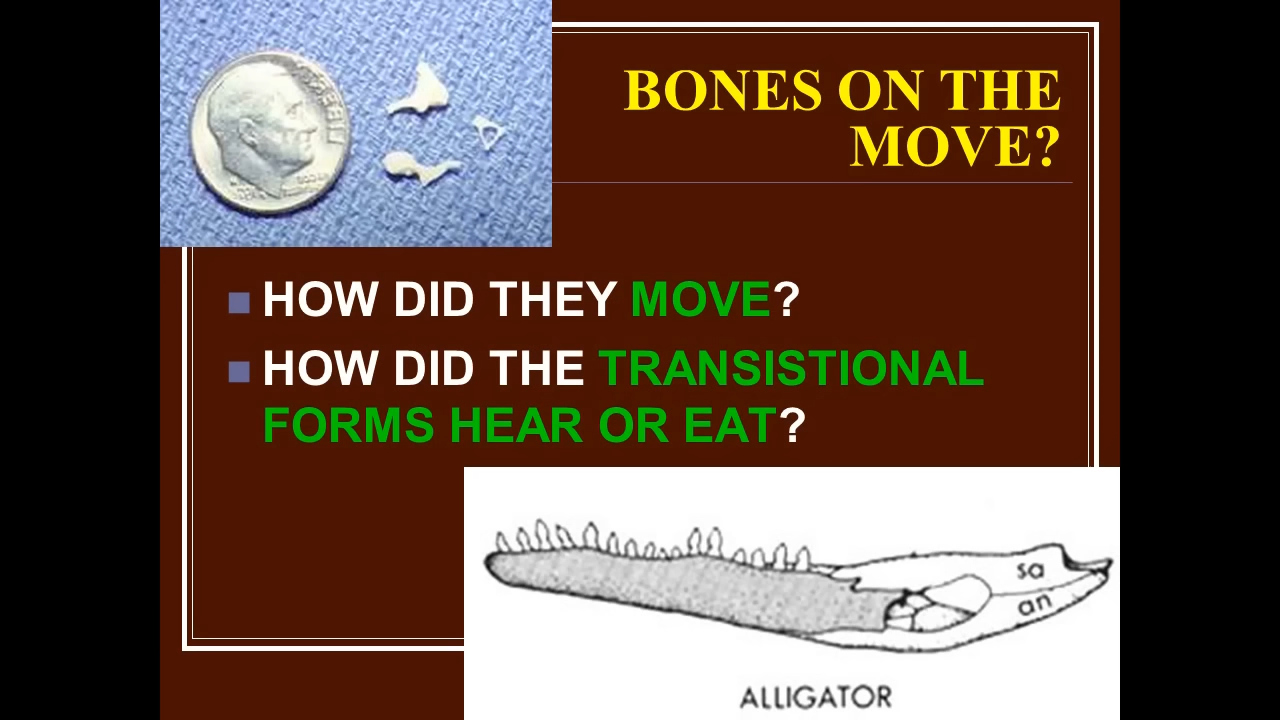 BONES ON THE
MOVE?
HOW DID THEY MOVE?
HOW DID THE TRANSISTIONAL
FORMS HEAR OR EAT?
sa
an
ALLIGATOR